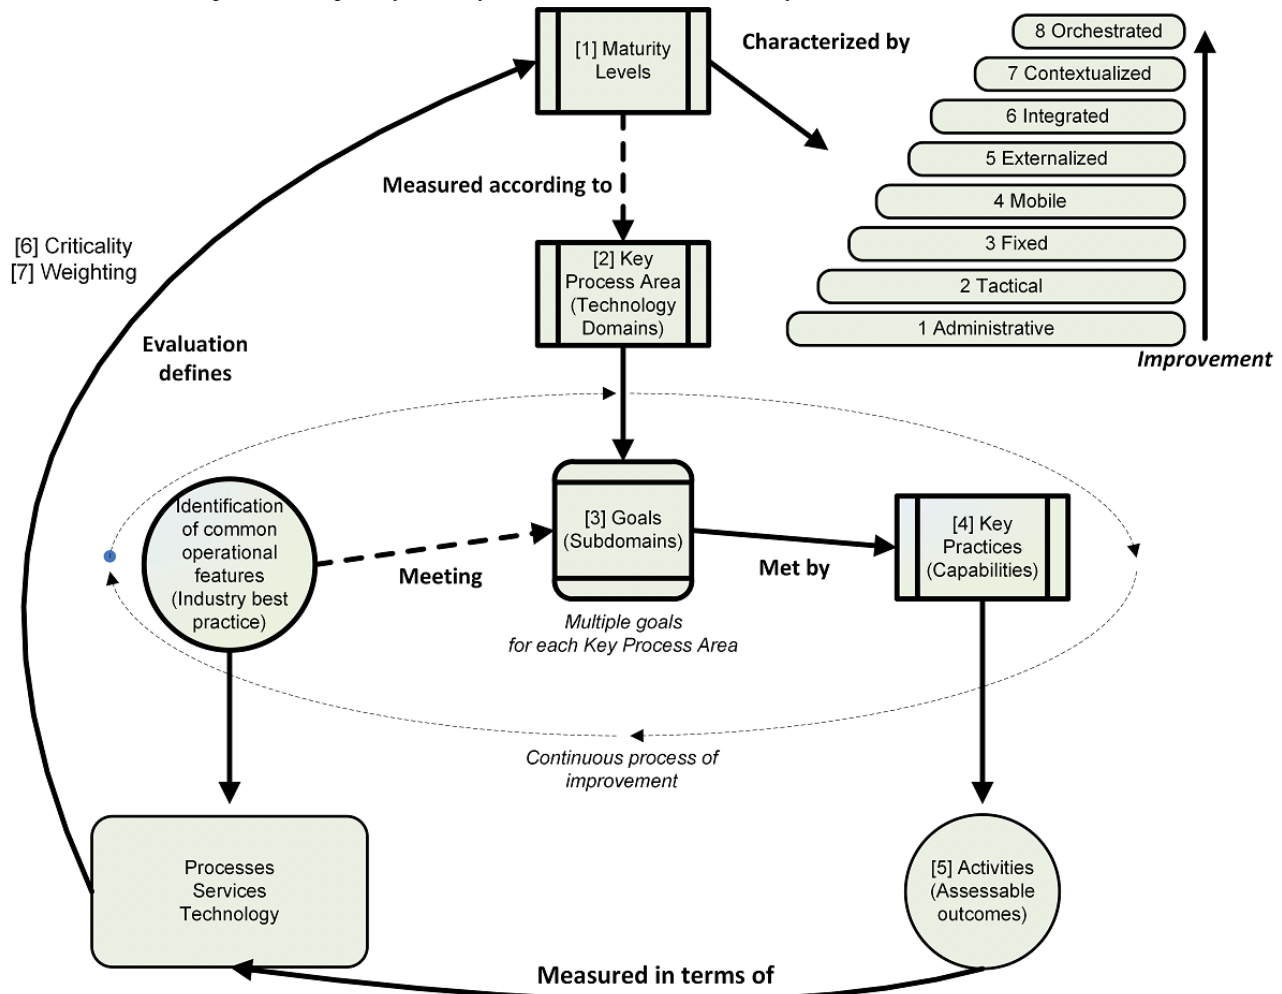 [1] Maturity
Levels
Characterized by
8 Orchestrated
7 Contextualized
6 Integrated
5 Externalized
4 Mobile
3 Fixed
2 Tactical
1 Administrative
Improvement
Measured according to
[6] Criticality
[7] Weighting
[2] Key
Process Area
(Technology
Domains)
Evaluation
defines
Identification
of common
operational
features
(Industry best
practice)
Meeting
[3] Goals
(Subdomains)
Met by
[4] Key
Practices
(Capabilities)
Multiple goals
for each Key Process Area
Continuous process of
improvement
Processes
Services
Technology
[5] Activities
(Assessable
outcomes)
Measured in terms of